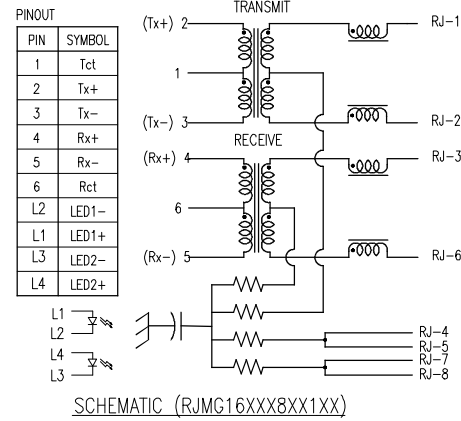 PINOUT
PIN SYMBOL
1 Tct
2 Tx+
3 Tx-
4 Rx+
5 Rx-
6 Rct
L2 LED1-
L1 LED1+
L3 LED2-
L4 LED2+
TRANSMIT
(Tx+) 2
RJ-1
1
(Tx-) 3
RJ-2
RECEIVE
(Rx+) 4
RJ-3
6
(Rx-) 5
RJ-6
L1
L2
L4
L3
RJ-4
RJ-5
RJ-7
RJ-8
SCHEMATIC (RJMG16XXX8XX1XX)